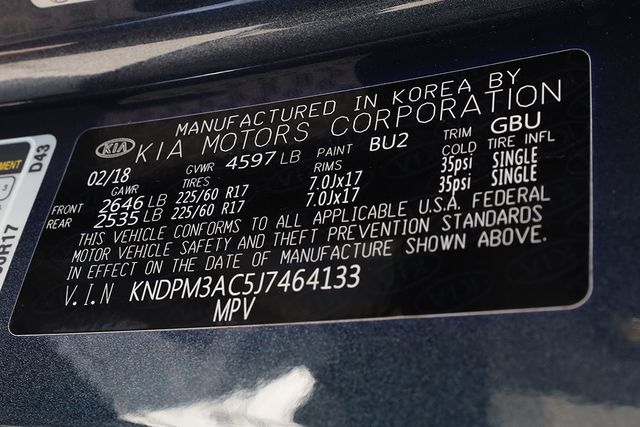 MANUFACTURED IN KOREA BY
KIA KIA MOTORS CORPORATION
02/18 GVWR 4597 LB PAINT BU2 TRIM GBU
GAWR TIRES RIMS COLD TIRE INFL
FRONT 2646 LB 225/60 R17 7.0Jx17 35psi SINGLE
REAR 2535 LB 225/60 R17 7.0Jx17 35psi SINGLE
THIS VEHICLE CONFORMS TO ALL APPLICABLE U.S.A. FEDERAL
MOTOR VEHICLE SAFETY AND THEFT PREVENTION STANDARDS
IN EFFECT ON THE DATE OF MANUFACTURE SHOWN ABOVE.
V.I.N KNDPM3AC5J7464133
MPV
D43